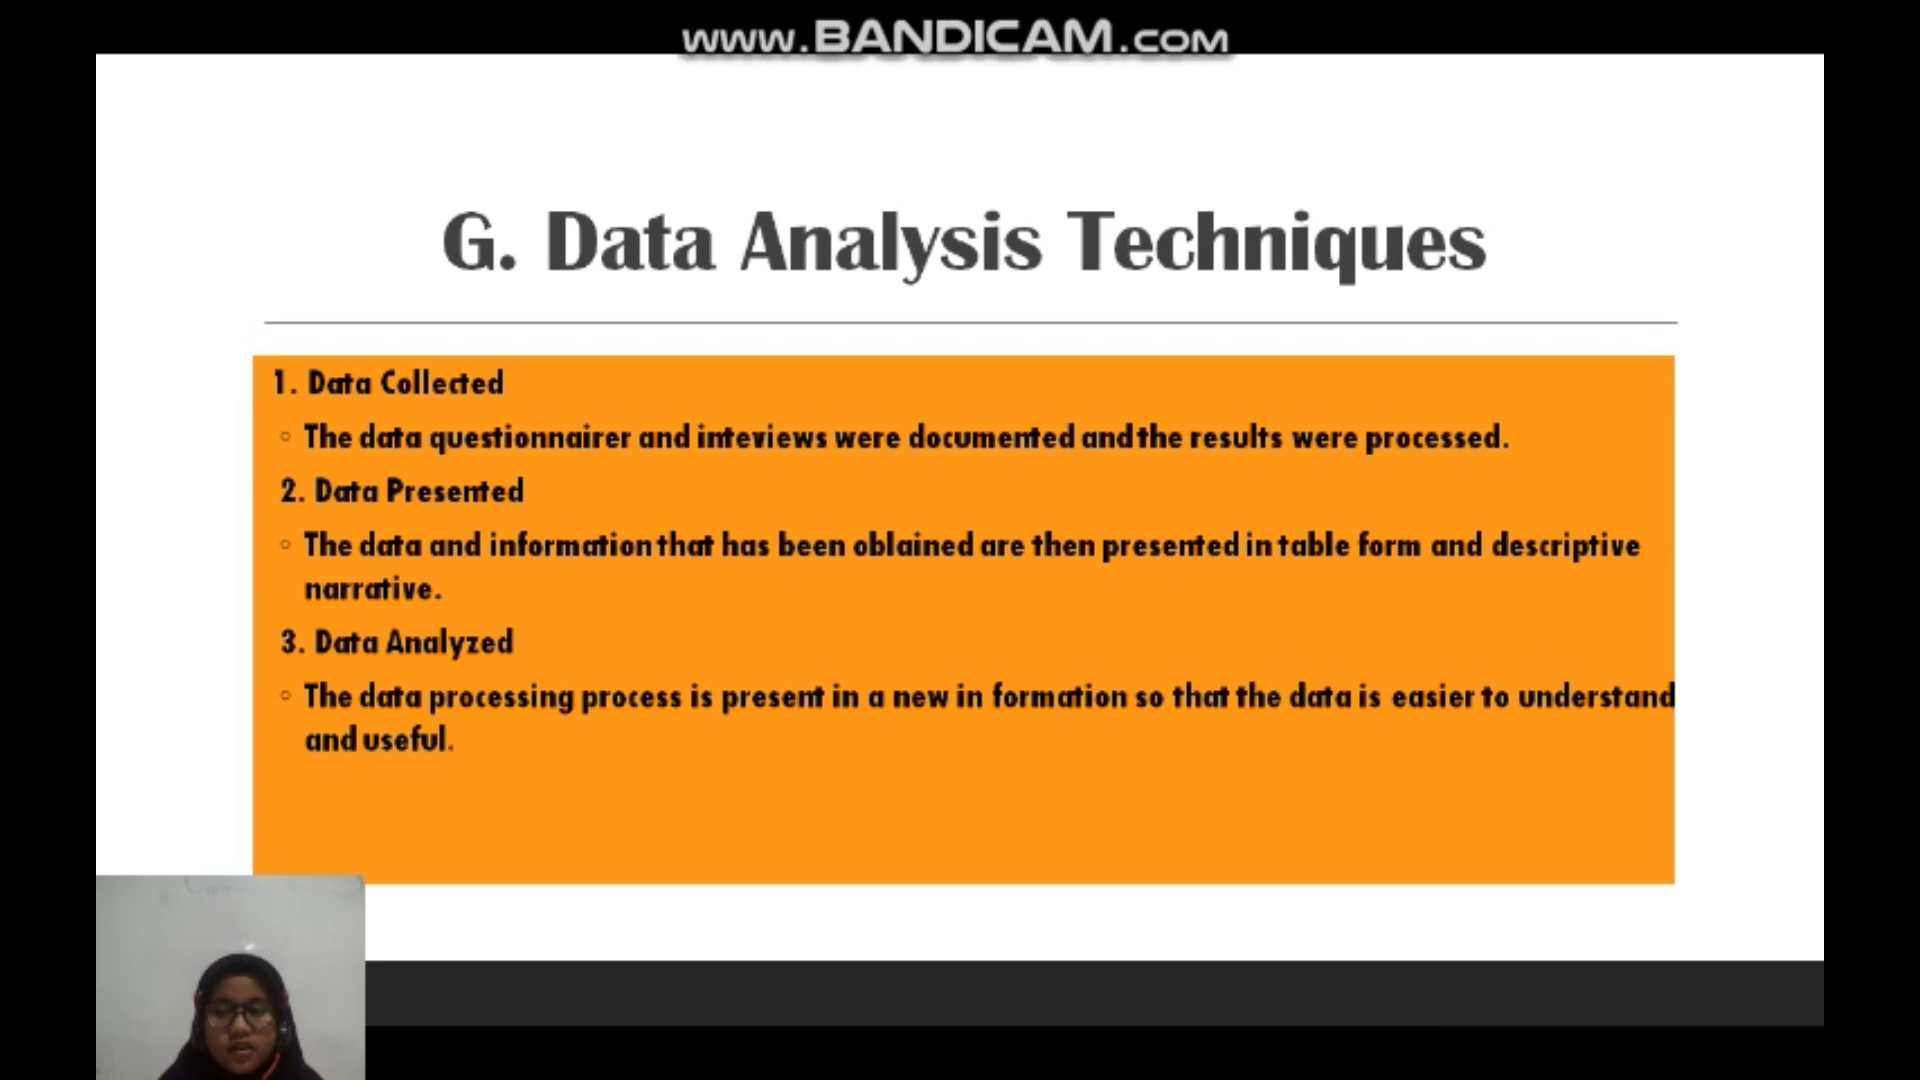 www.BANDICAM.com
G. Data Analysis Techniques
1. Data Collected
◦ The data questionnairer and inteviews were documented and the results were processed.
2. Data Presented
◦ The data and information that has been oblained are then presented in table form and descriptive
narrative.
3. Data Analyzed
◦ The data processing process is present in a new in formation so that the data is easier to understand
and useful.